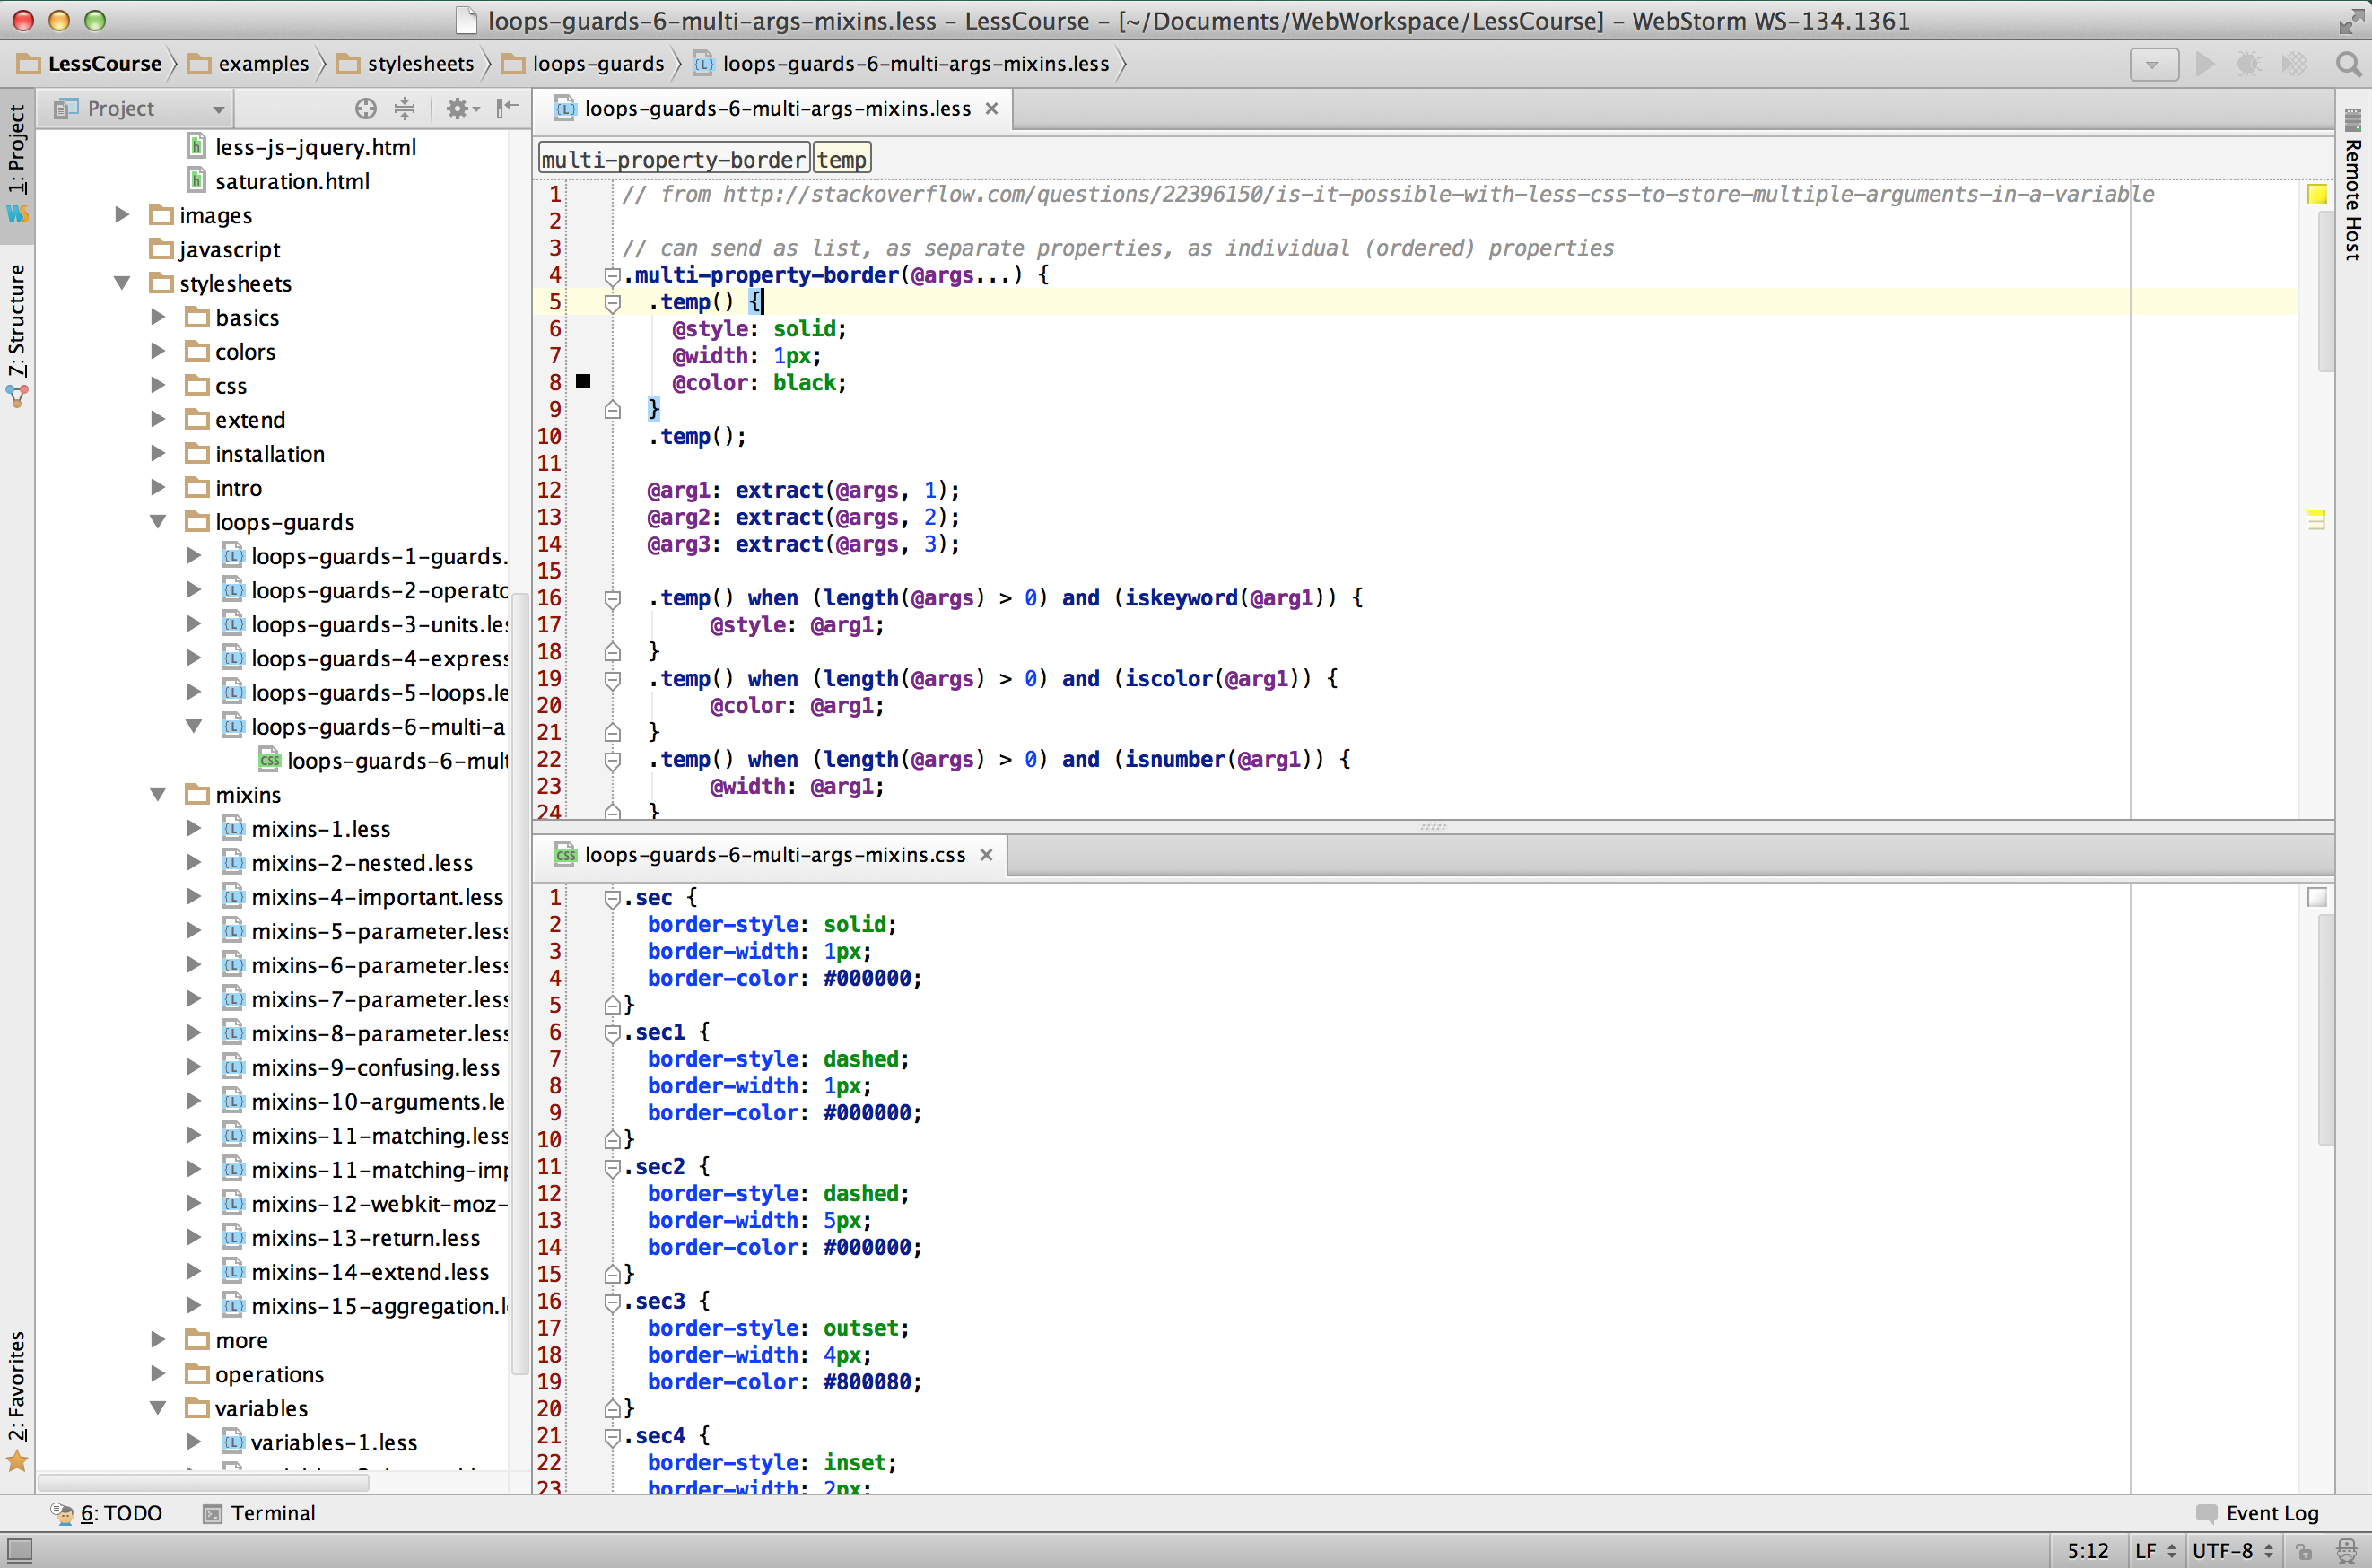 loops-guards-6-multi-args-mixins.less – LessCourse – [~/Documents/WebWorkspace/LessCourse] – WebStorm WS-134.1361
LessCourse examples stylesheets loops-guards loops-guards-6-multi-args-mixins.less
1: Project
7: Structure
2: Favorites
Project
less-js-jquery.html
saturation.html
images
javascript
stylesheets
basics
colors
css
extend
installation
intro
loops-guards
loops-guards-1-guards.
loops-guards-2-operato
loops-guards-3-units.les
loops-guards-4-express
loops-guards-5-loops.le
loops-guards-6-multi-a
loops-guards-6-mult
mixins
mixins-1.less
mixins-2-nested.less
mixins-4-important.less
mixins-5-parameter.less
mixins-6-parameter.less
mixins-7-parameter.less
mixins-8-parameter.less
mixins-9-confusing.less
mixins-10-arguments.les
mixins-11-matching.less
mixins-11-matching-imp
mixins-12-webkit-moz-
mixins-13-return.less
mixins-14-extend.less
mixins-15-aggregation.l
more
operations
variables
variables-1.less
loops-guards-6-multi-args-mixins.less
multi-property-border temp
1 // from http://stackoverflow.com/questions/22396150/is-it-possible-with-less-css-to-store-multiple-arguments-in-a-variable
2
3 // can send as list, as separate properties, as individual (ordered) properties
4 .multi-property-border(@args...) {
5 .temp() {
6 @style: solid;
7 @width: 1px;
8 @color: black;
9 }
10 .temp();
11
12 @arg1: extract(@args, 1);
13 @arg2: extract(@args, 2);
14 @arg3: extract(@args, 3);
15
16 .temp() when (length(@args) > 0) and (iskeyword(@arg1)) {
17 @style: @arg1;
18 }
19 .temp() when (length(@args) > 0) and (iscolor(@arg1)) {
20 @color: @arg1;
21 }
22 .temp() when (length(@args) > 0) and (isnumber(@arg1)) {
23 @width: @arg1;
24 }
loops-guards-6-multi-args-mixins.css
1 .sec {
2 border-style: solid;
3 border-width: 1px;
4 border-color: #000000;
5 }
6 .sec1 {
7 border-style: dashed;
8 border-width: 1px;
9 border-color: #000000;
10 }
11 .sec2 {
12 border-style: dashed;
13 border-width: 5px;
14 border-color: #000000;
15 }
16 .sec3 {
17 border-style: outset;
18 border-width: 4px;
19 border-color: #800080;
20 }
21 .sec4 {
22 border-style: inset;
23 border-width: 2px;
Remote Host
6: TODO Terminal Event Log
5:12 LF UTF-8